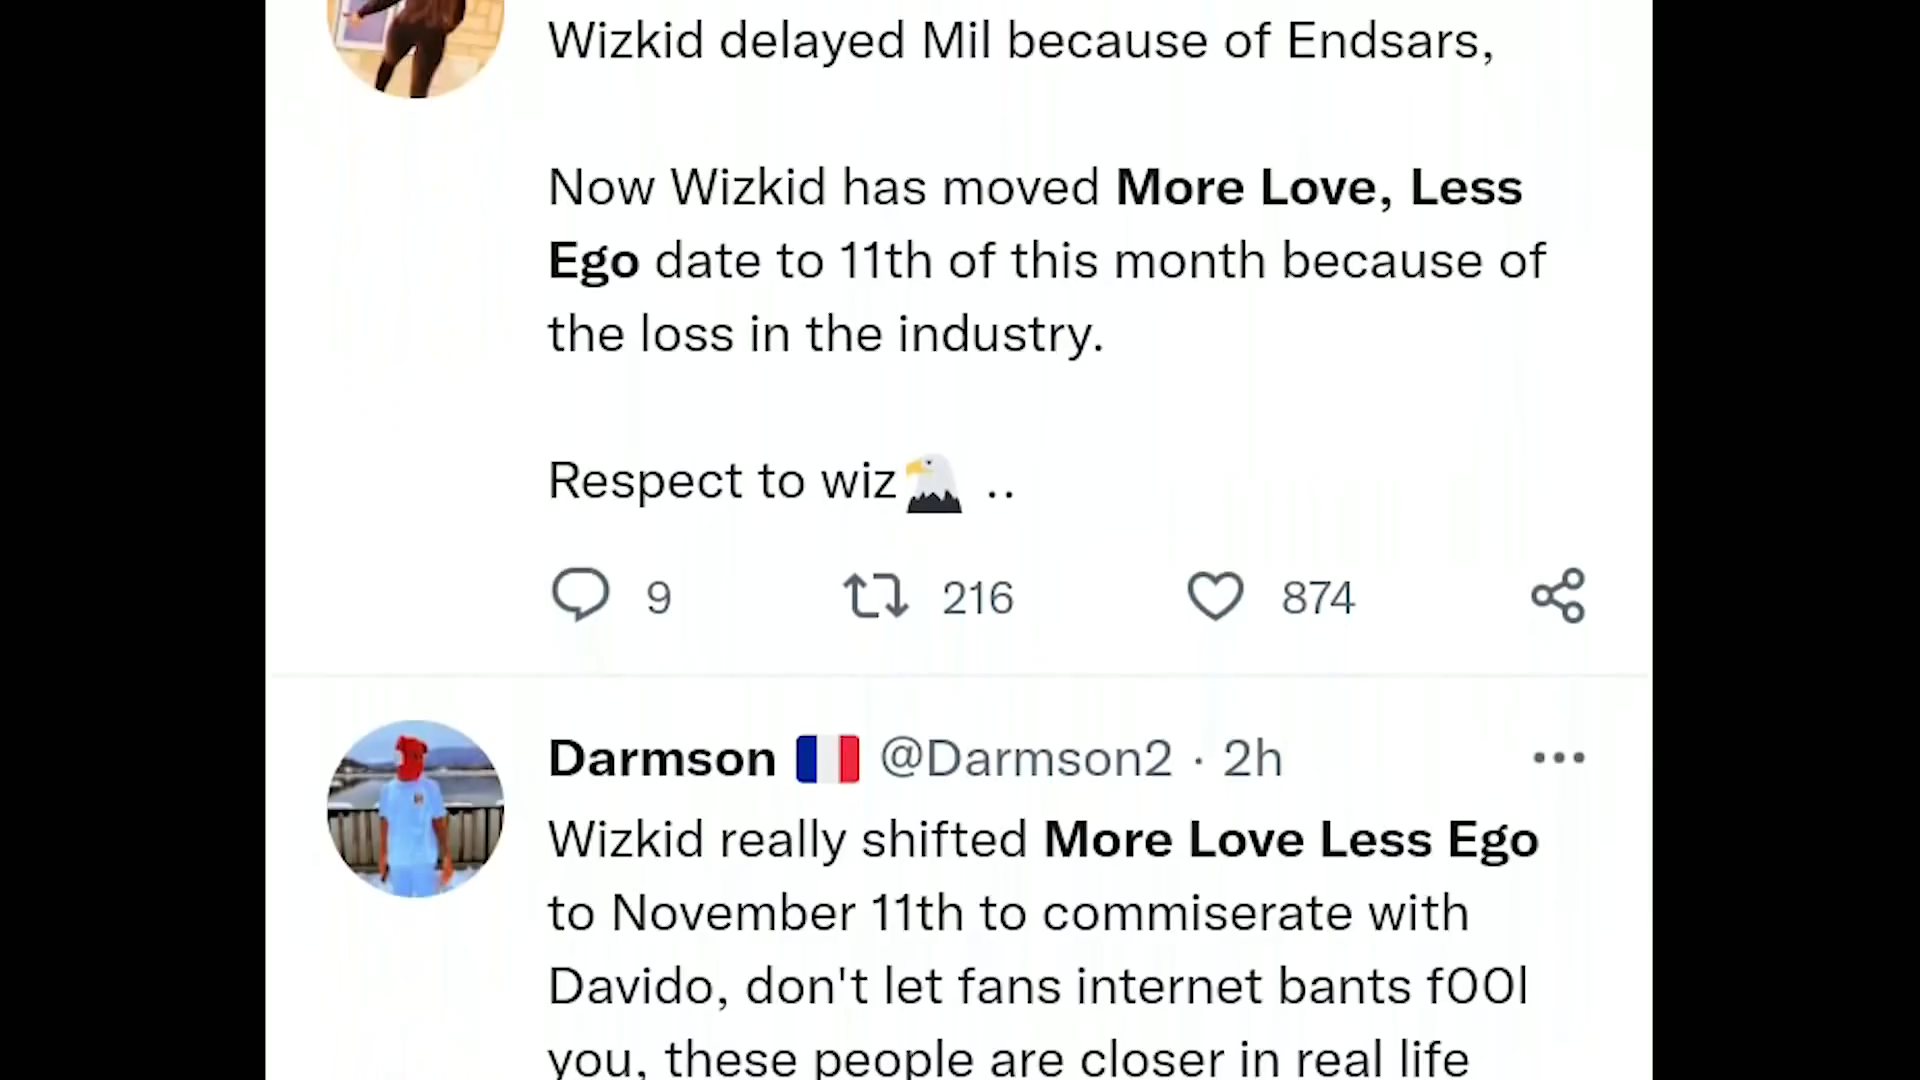 Wizkid delayed Mil because of Endsars,
Now Wizkid has moved More Love, Less
Ego date to 11th of this month because of
the loss in the industry.
Respect to wiz🦅 ..
9 216 874
Darmson 🇫🇷 @Darmson2 · 2h
Wizkid really shifted More Love Less Ego
to November 11th to commiserate with
Davido, don't let fans internet bants f00l
you, these people are closer in real life